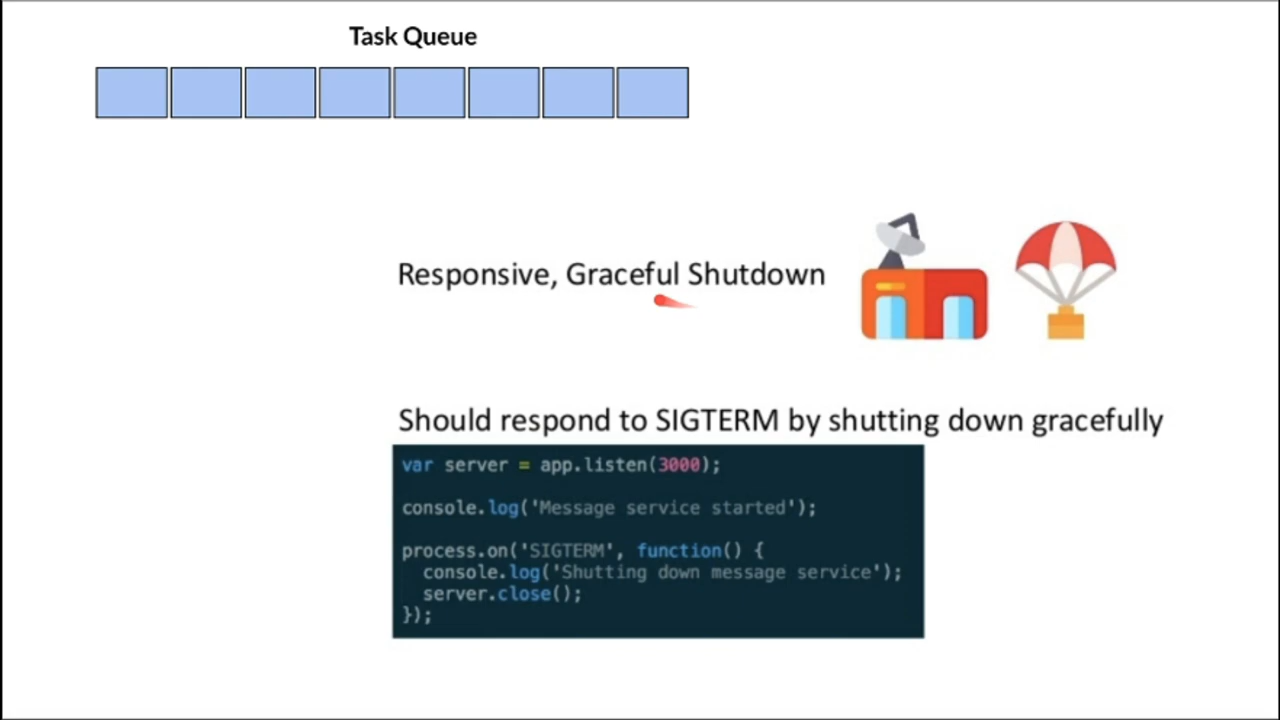 Task Queue
Responsive, Graceful Shutdown
Should respond to SIGTERM by shutting down gracefully
var server = app.listen(3000);
console.log('Message service started');
process.on('SIGTERM', function() {
  console.log('Shutting down message service');
  server.close();
});